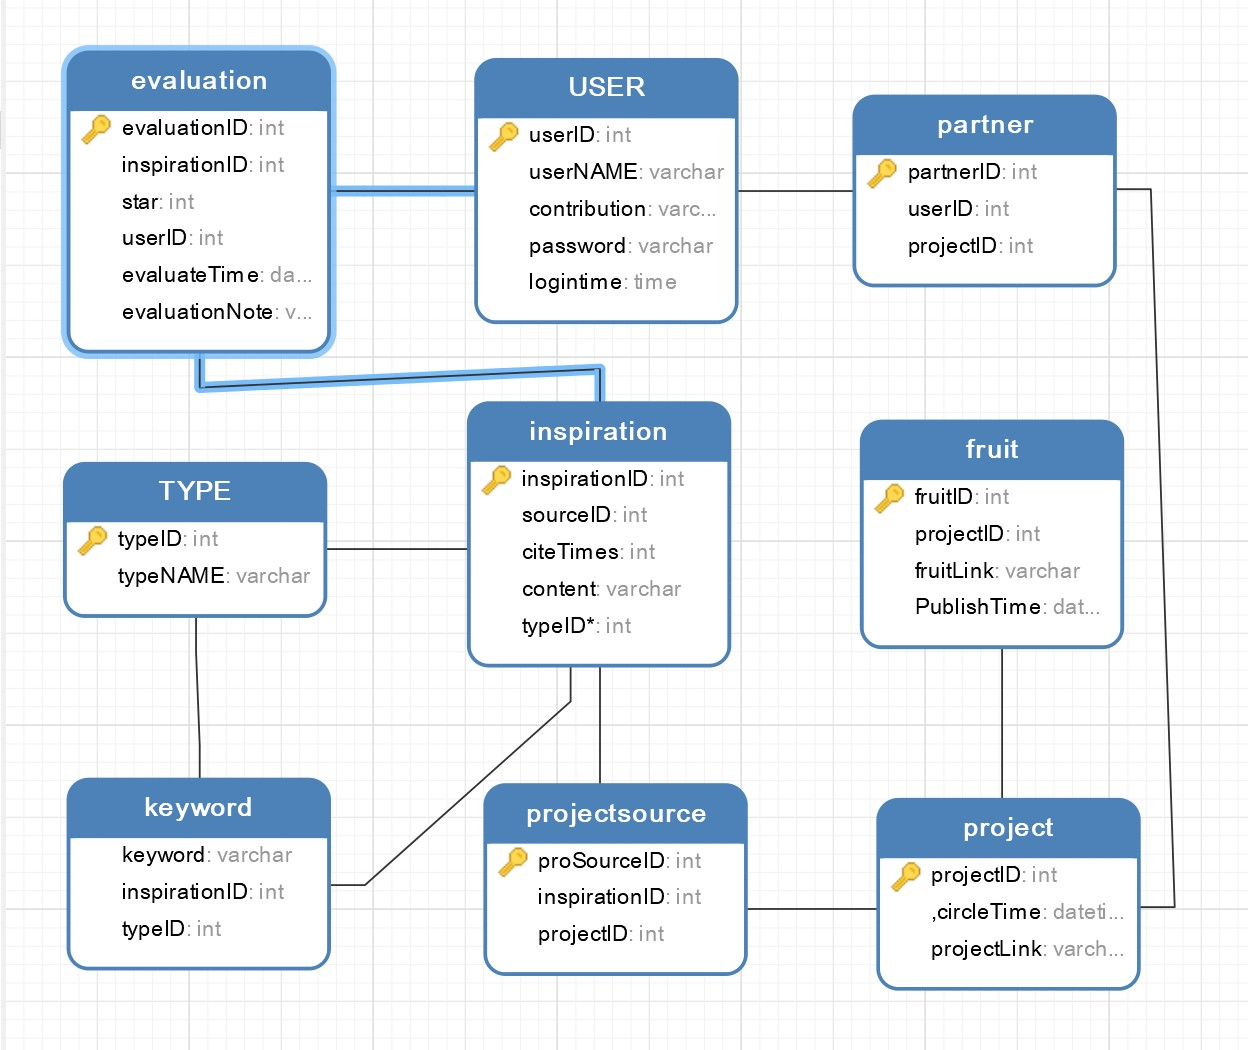 evaluation
evaluationID: int
inspirationID: int
star: int
userID: int
evaluateTime: da...
evaluationNote: v...
USER
userID: int
userNAME: varchar
contribution: varc...
password: varchar
logintime: time
partner
partnerID: int
userID: int
projectID: int
TYPE
typeID: int
typeNAME: varchar
inspiration
inspirationID: int
sourceID: int
citeTimes: int
content: varchar
typeID*: int
fruit
fruitID: int
projectID: int
fruitLink: varchar
PublishTime: dat...
keyword
keyword: varchar
inspirationID: int
typeID: int
projectsource
proSourceID: int
inspirationID: int
projectID: int
project
projectID: int
,circleTime: dateti...
projectLink: varch...